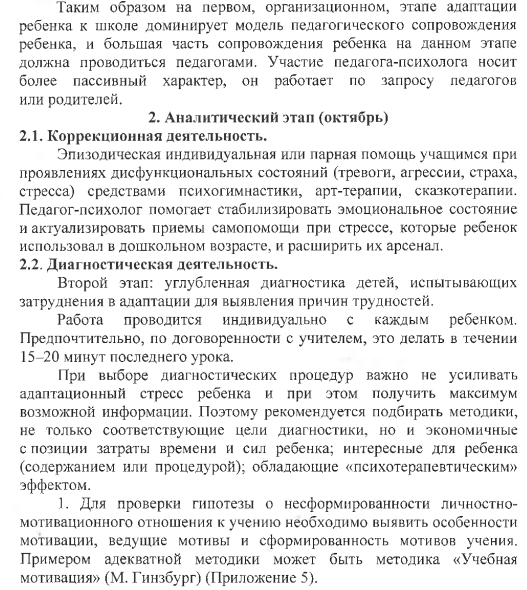 Таким образом на первом, организационном, этапе адаптации
ребенка к школе доминирует модель педагогического сопровождения
ребенка, и большая часть сопровождения ребенка на данном этапе
должна проводиться педагогами. Участие педагога-психолога носит
более пассивный характер, он работает по запросу педагогов
или родителей.
2. Аналитический этап (октябрь)
2.1. Коррекционная деятельность.
Эпизодическая индивидуальная или парная помощь учащимся при
проявлениях дисфункциональных состояний (тревоги, агрессии, страха,
стресса) средствами психогимнастики, арт-терапии, сказкотерапии.
Педагог-психолог помогает стабилизировать эмоциональное состояние
и актуализировать приемы самопомощи при стрессе, которые ребенок
использовал в дошкольном возрасте, и расширить их арсенал.
2.2. Диагностическая деятельность.
Второй этап: углубленная диагностика детей, испытывающих
затруднения в адаптации для выявления причин трудностей.
Работа проводится индивидуально с каждым ребенком.
Предпочтительно, по договоренности с учителем, это делать в течении
15–20 минут последнего урока.
При выборе диагностических процедур важно не усиливать
адаптационный стресс ребенка и при этом получить максимум
возможной информации. Поэтому рекомендуется подбирать методики,
не только соответствующие цели диагностики, но и экономичные
с позиции затраты времени и сил ребенка; интересные для ребенка
(содержанием или процедурой); обладающие «психотерапевтическим»
эффектом.
1. Для проверки гипотезы о несформированности личностно-
мотивационного отношения к учению необходимо выявить особенности
мотивации, ведущие мотивы и сформированность мотивов учения.
Примером адекватной методики может быть методика «Учебная
мотивация» (М. Гинзбург) (Приложение 5).